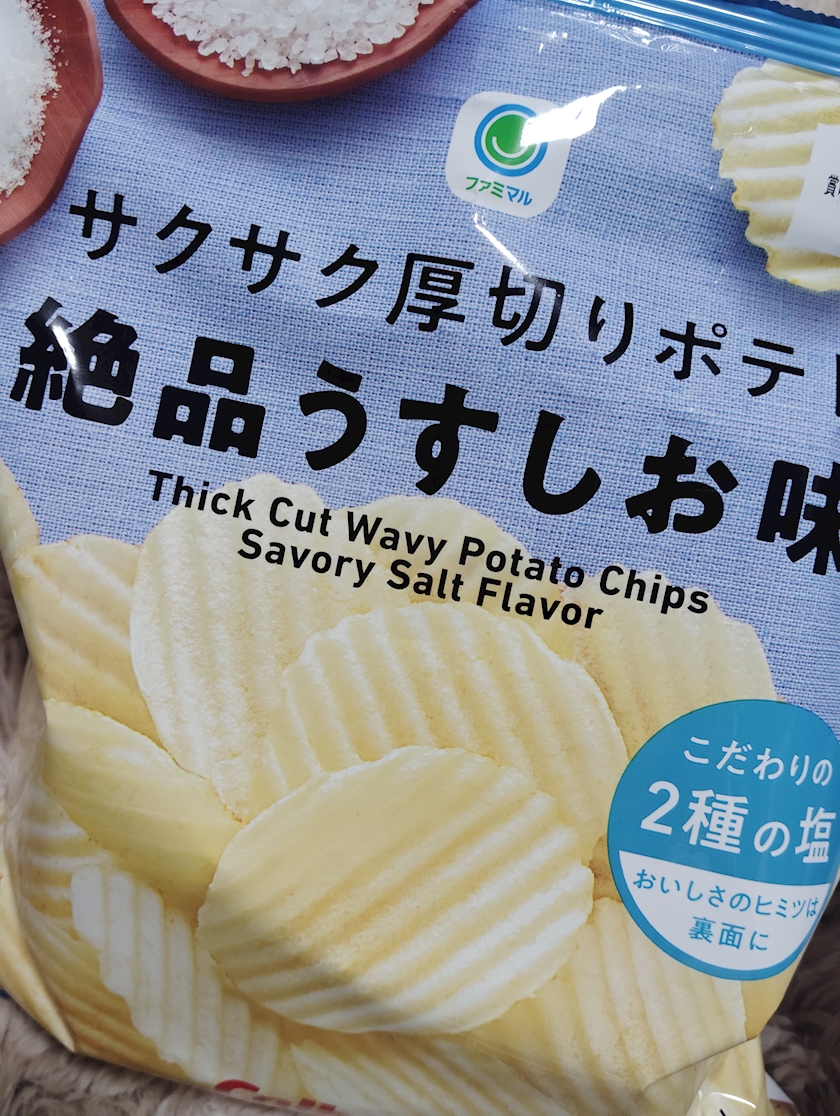 ファミマル
サクサク厚切りポテ
絶品うすしお味
Thick Cut Wavy Potato Chips
Savory Salt Flavor
こだわりの
2種の塩
おいしさのヒミツは
裏面に